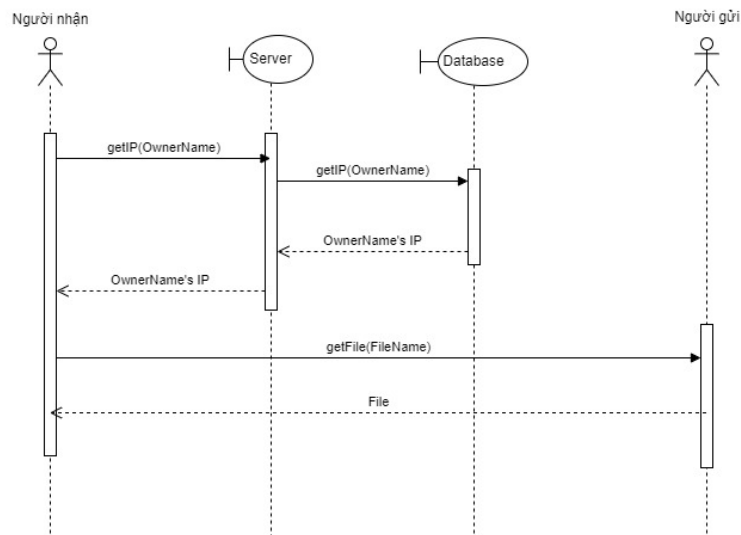 Người nhận
Người gửi
Server
Database
getIP(OwnerName)
getIP(OwnerName)
OwnerName's IP
OwnerName's IP
getFile(FileName)
File